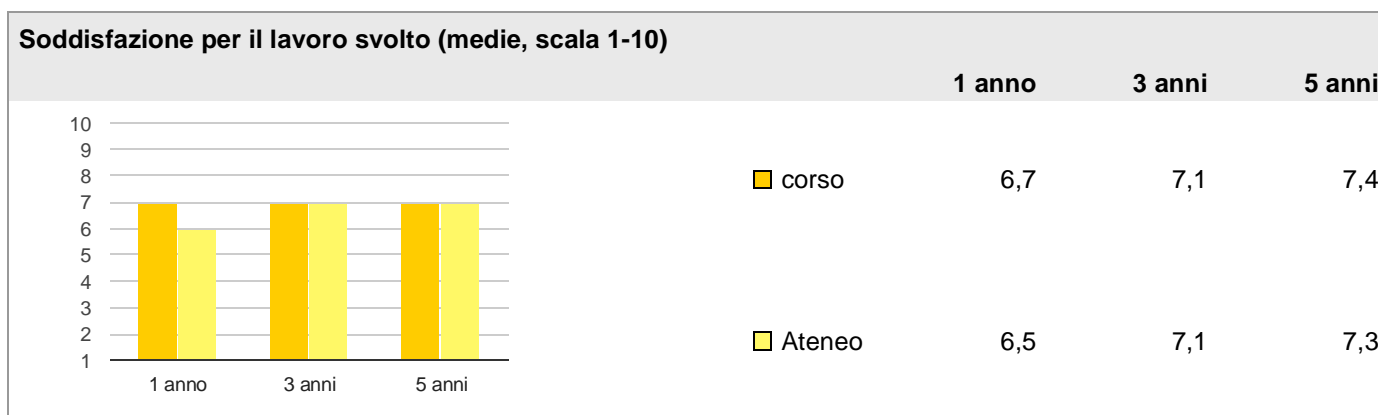 Soddisfazione per il lavoro svolto (medie, scala 1-10)
1 anno 3 anni 5 anni
10
9
8
7
6
5
4
3
2
1
1 anno 3 anni 5 anni
corso 6,7 7,1 7,4
Ateneo 6,5 7,1 7,3